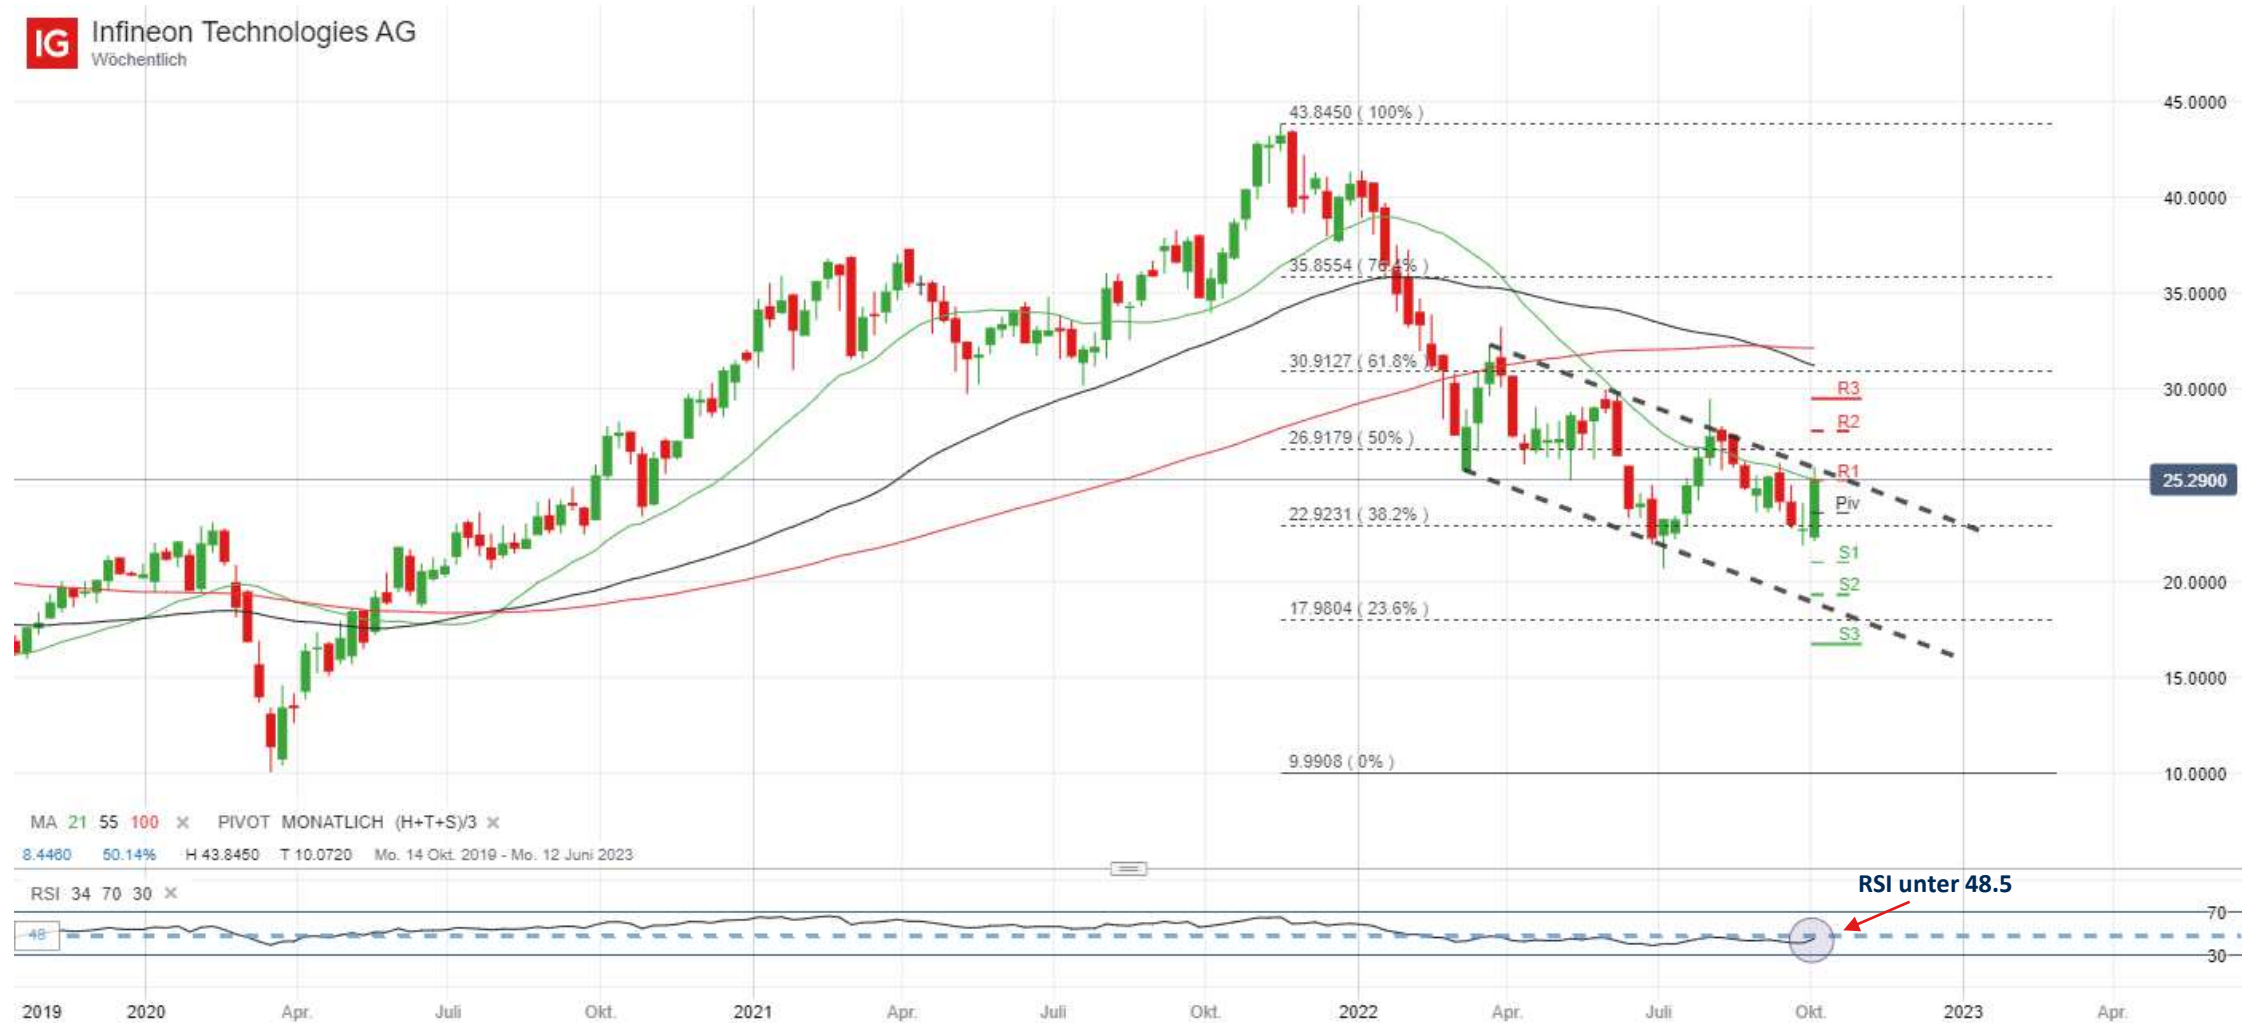 IG
Infineon Technologies AG
Wöchentlich
43.8450 ( 100% )
35.8554 ( 76.4% )
30.9127 ( 61.8% )
26.9179 ( 50% )
22.9231 ( 38.2% )
17.9804 ( 23.6% )
9.9908 ( 0% )
R3
R2
R1
Piv
S1
S2
S3
45.0000
40.0000
35.0000
30.0000
25.2900
20.0000
15.0000
10.0000
MA 21 55 100 × PIVOT MONATLICH (H+T+S)/3 ×
8.4460 50.14% H 43.8450 T 10.0720 Mo. 14 Okt. 2019 - Mo. 12 Juni 2023
RSI 34 70 30 ×
RSI unter 48.5
48
70
30
2019 2020 Apr. Juli Okt. 2021 Apr. Juli Okt. 2022 Apr. Juli Okt. 2023 Apr.